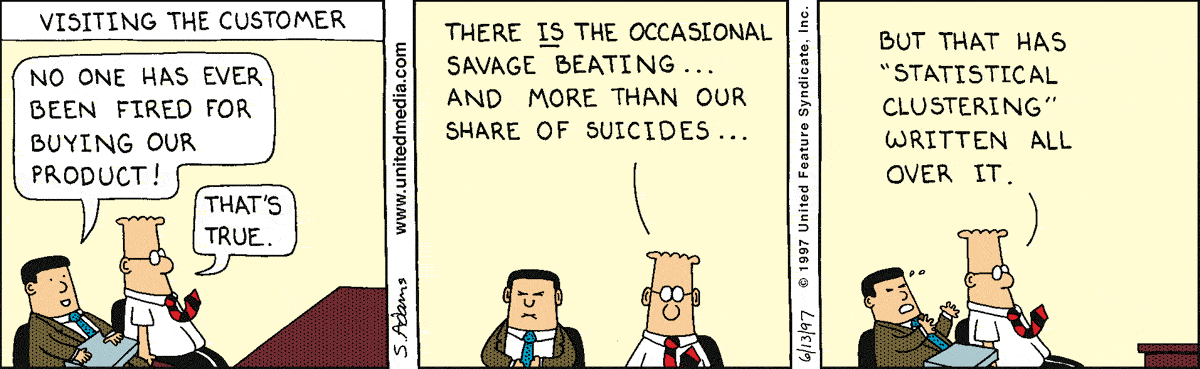 VISITING THE CUSTOMER
NO ONE HAS EVER
BEEN FIRED FOR
BUYING OUR
PRODUCT!
THAT'S
TRUE.
www.unitedmedia.com
S. Adams
THERE IS THE OCCASIONAL
SAVAGE BEATING...
AND MORE THAN OUR
SHARE OF SUICIDES...
© 1997 United Feature Syndicate, Inc.
6/13/97
BUT THAT HAS
"STATISTICAL
CLUSTERING"
WRITTEN ALL
OVER IT.